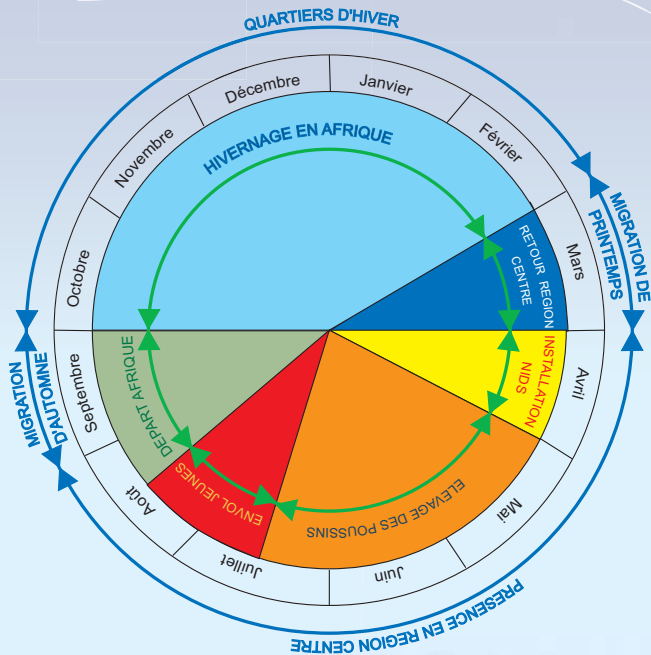 QUARTIERS D'HIVER
Décembre
Janvier
Novembre
Février
HIVERNAGE EN AFRIQUE
Octobre
Mars
MIGRATION DE
PRINTEMPS
RETOUR REGION
CENTRE
INSTALLATION
NIDS
Avril
Septembre
DEPART AFRIQUE
MIGRATION
D'AUTOMNE
Août
ENVOL JEUNES
ELEVAGE DES POUSSINS
Mai
Juillet
Juin
PRESENCE EN REGION CENTRE